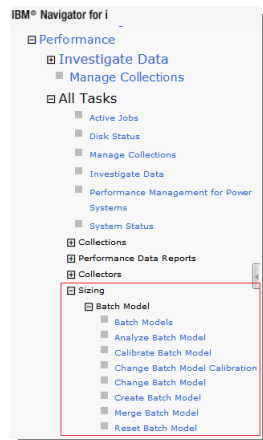 IBM® Navigator for i
Performance
Investigate Data
Manage Collections
All Tasks
Active Jobs
Disk Status
Manage Collections
Investigate Data
Performance Management for Power
Systems
System Status
Collections
Performance Data Reports
Collectors
Sizing
Batch Model
Batch Models
Analyze Batch Model
Calibrate Batch Model
Change Batch Model Calibration
Change Batch Model
Create Batch Model
Merge Batch Model
Reset Batch Model